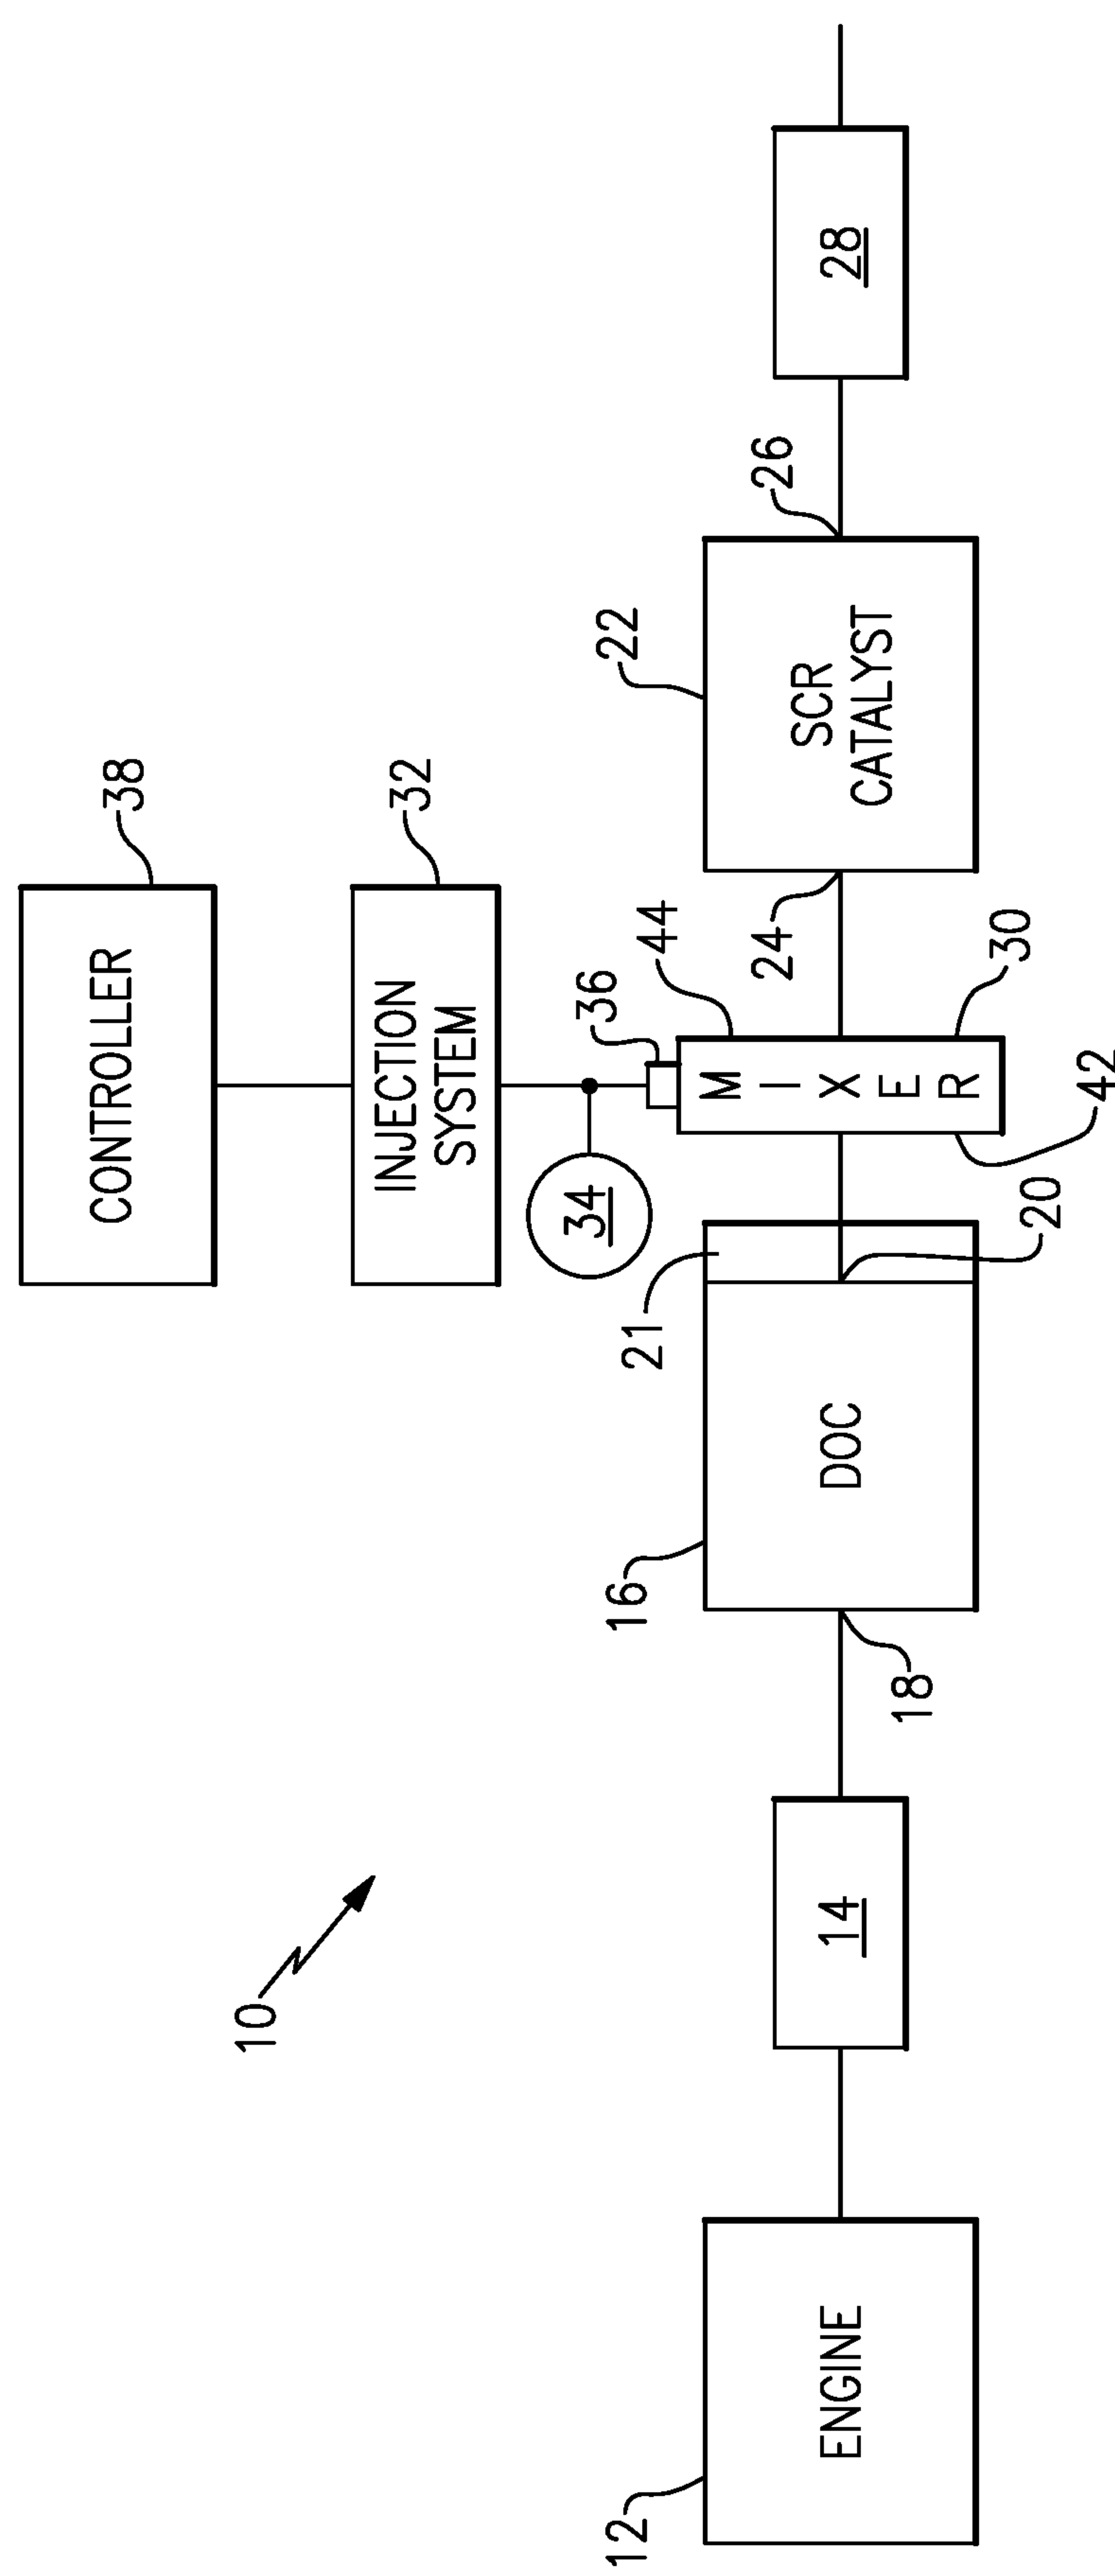 CONTROLLER
38
INJECTION
SYSTEM
32
10
34
36
44
22
26
12
ENGINE
14
16
DOC
18
21
20
MIXER
42
30
24
SCR
CATALYST
28